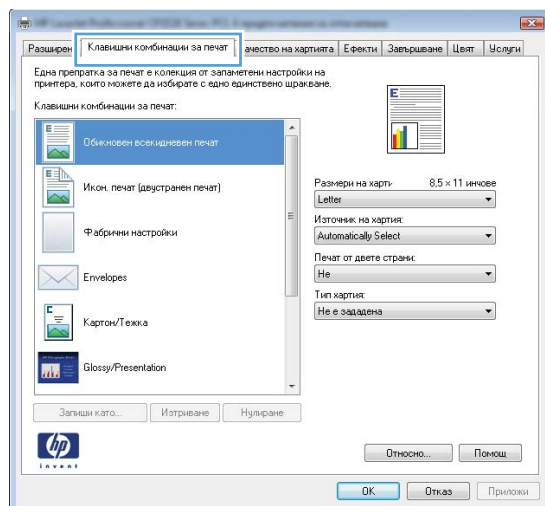 Разширен
Клавишни комбинации за печат
ачество на хартията
Ефекти
Завършване
Цвят
Услуги
Една препратка за печат е колекция от запаметени настройки на
принтера, които можете да избирате с едно единствено щракване.
Клавишни комбинации за печат:
Обикновен всекидневен печат
Икон. печат (двустранен печат)
Фабрични настройки
Envelopes
Картон/Тежка
Glossy/Presentation
Размери на харти 8,5 × 11 инчове
Letter
Източник на хартия:
Automatically Select
Печат от двете страни:
Не
Тип хартия:
Не е зададена
Запиши като...
Изтриване
Нулиране
hp
invent
Относно...
Помощ
OK
Отказ
Приложи